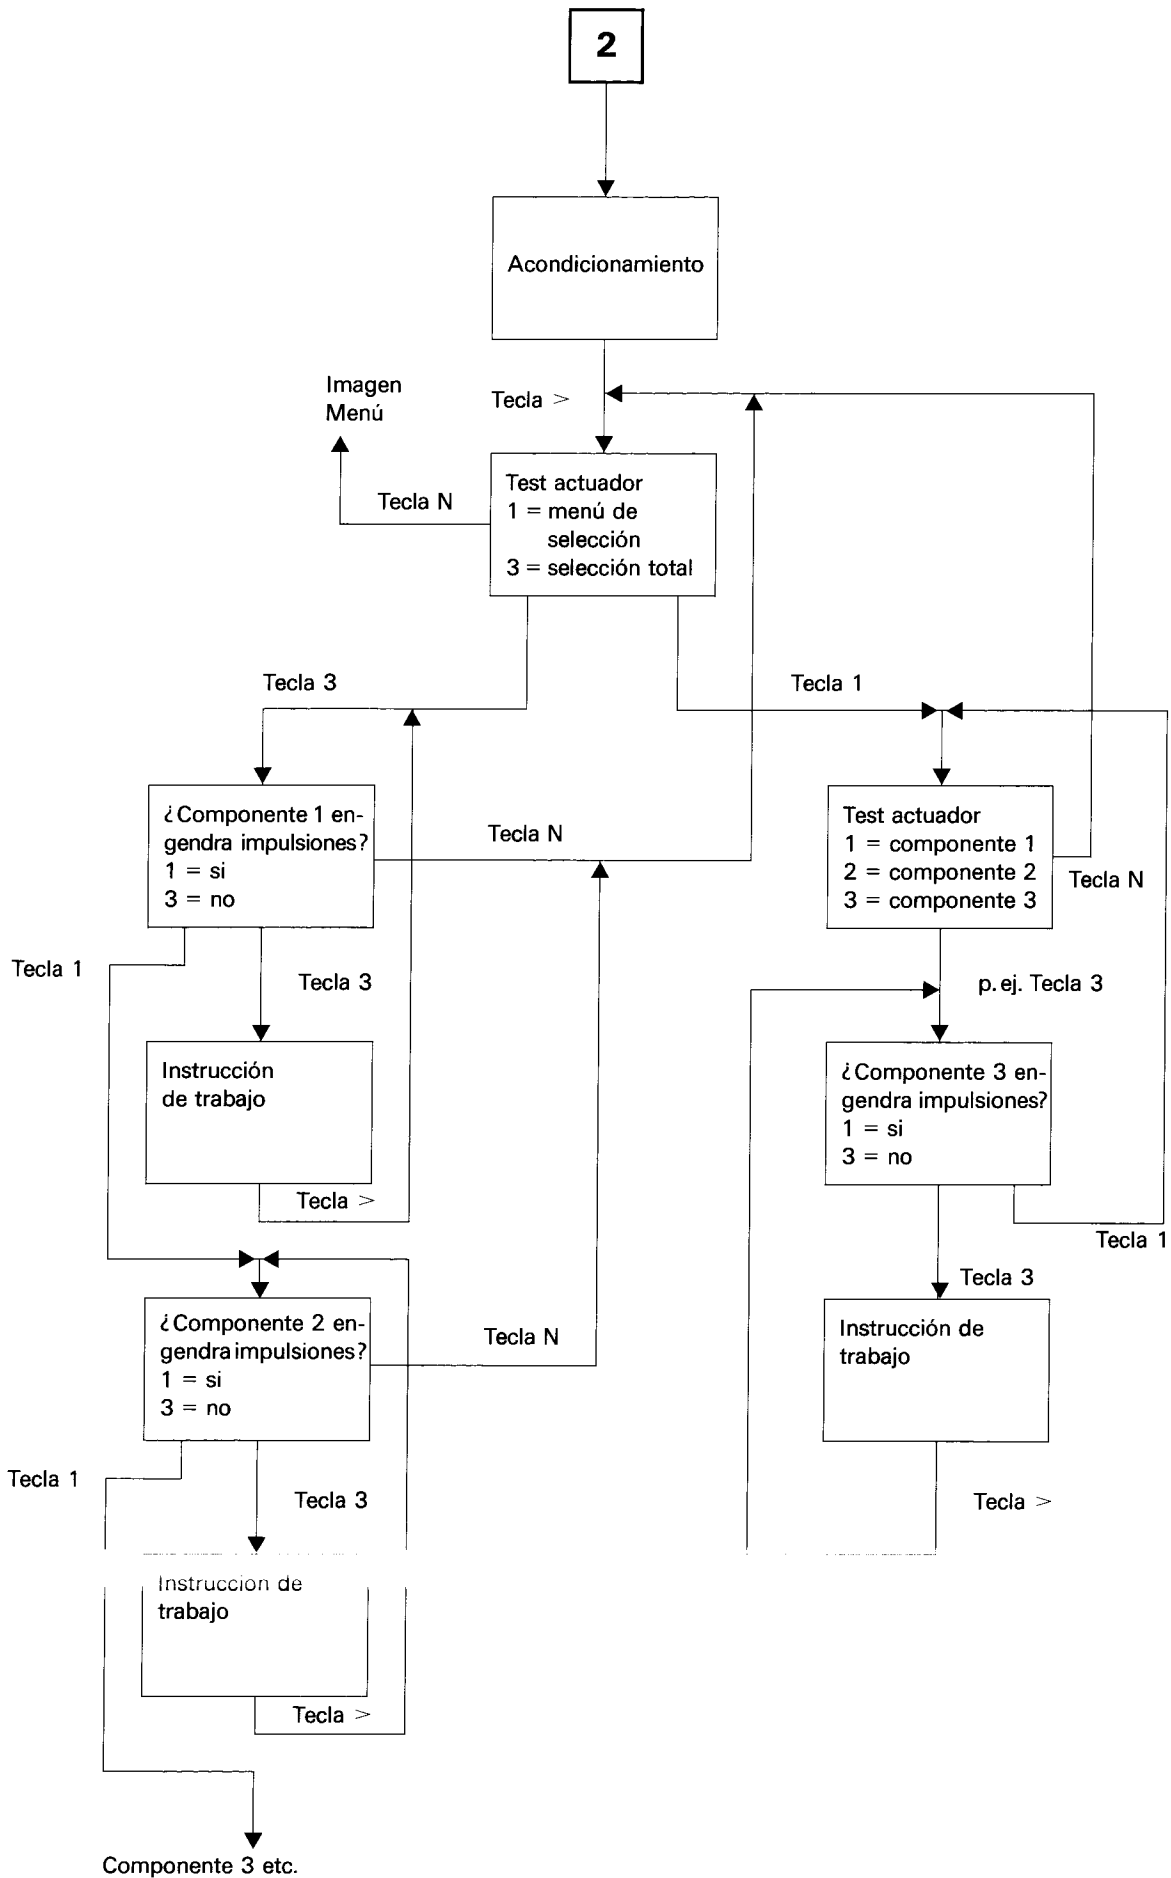 2
Acondicionamiento
Imagen
Menú
Tecla >
Tecla N
Test actuador
1 = menú de
selección
3 = selección total
Tecla 3
Tecla 1
¿Componente 1 en-
gendra impulsiones?
1 = si
3 = no
Tecla N
Test actuador
1 = componente 1
2 = componente 2
3 = componente 3
Tecla N
Tecla 1
Tecla 3
p. ej. Tecla 3
Instrucción
de trabajo
¿Componente 3 en-
gendra impulsiones?
1 = si
3 = no
Tecla >
Tecla 1
Tecla 3
¿Componente 2 en-
gendra impulsiones?
1 = si
3 = no
Tecla N
Instrucción de
trabajo
Tecla 1
Tecla 3
Tecla >
Instrucción de
trabajo
Tecla >
Componente 3 etc.